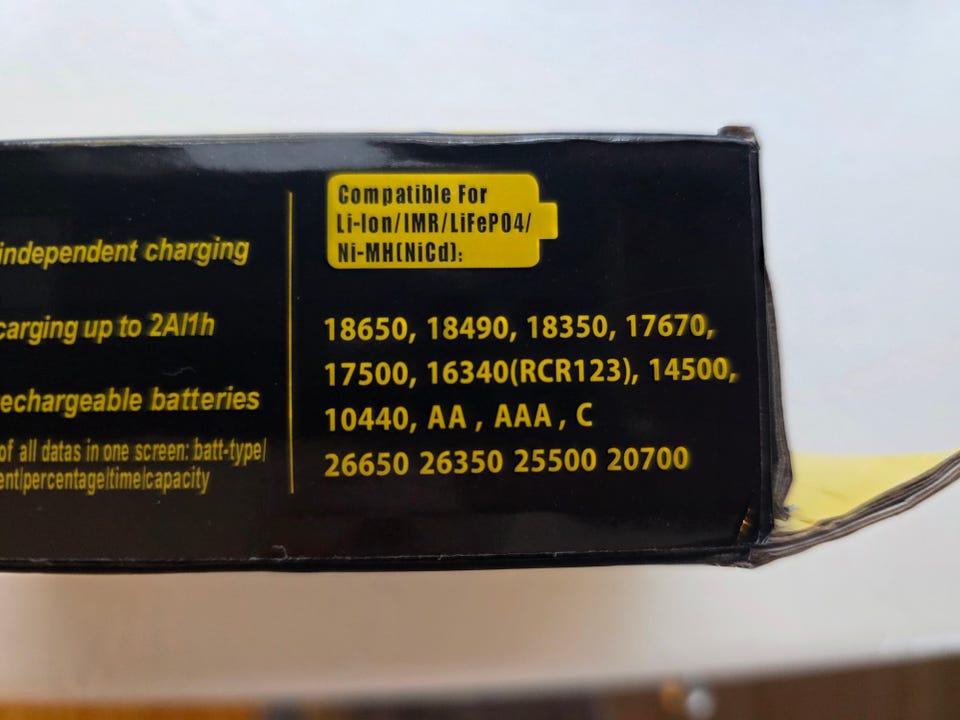 independent charging
carging up to 2A/1h
echargeable batteries
of all datas in one screen: batt-type/
ent/percentage/time/capacity
Compatible For
Li-Ion/IMR/LiFePO4/
Ni-MH(NiCd):
18650, 18490, 18350, 17670,
17500, 16340(RCR123), 14500,
10440, AA , AAA , C
26650 26350 25500 20700